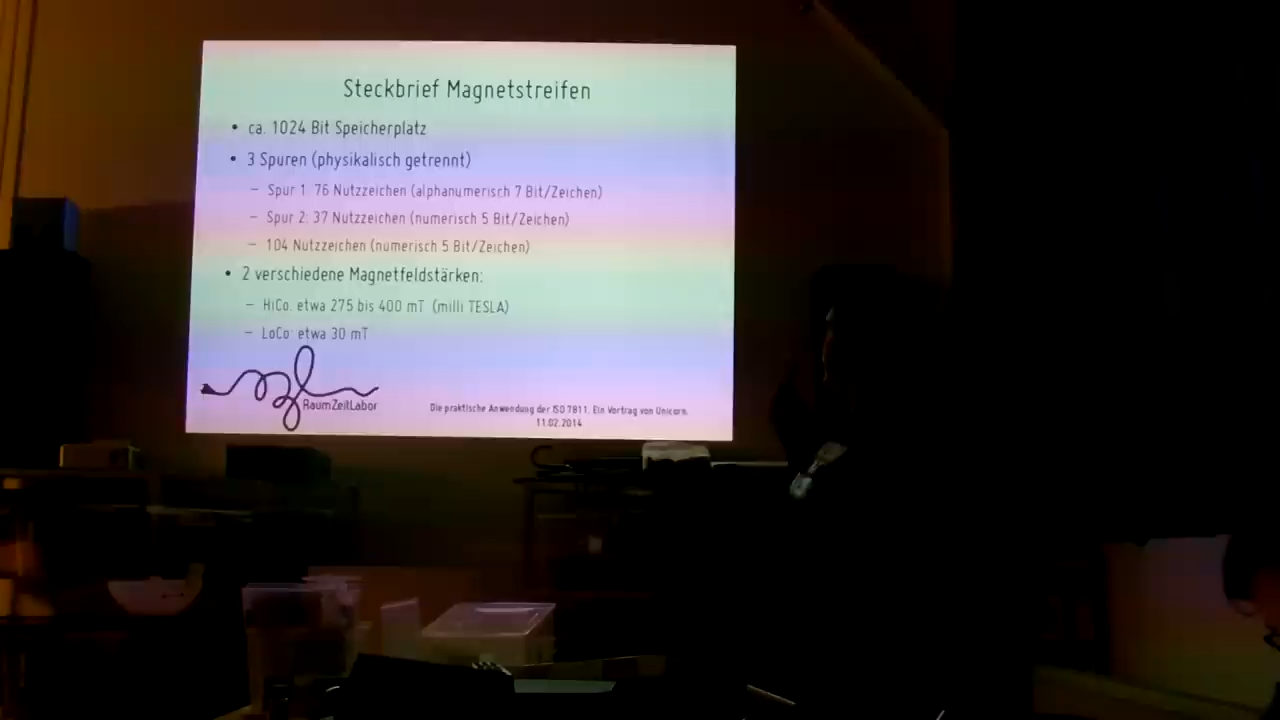 Steckbrief Magnetstreifen
• ca. 1024 Bit Speicherplatz
• 3 Spuren (physikalisch getrennt)
– Spur 1: 76 Nutzzeichen (alphanumerisch 7 Bit/Zeichen)
– Spur 2: 37 Nutzzeichen (numerisch 5 Bit/Zeichen)
– 104 Nutzzeichen (numerisch 5 Bit/Zeichen)
• 2 verschiedene Magnetfeldstärken:
– HiCo: etwa 275 bis 400 mT (milli TESLA)
– LoCo: etwa 30 mT
RaumZeitLabor
Die praktische Anwendung der ISO 7811. Ein Vortrag von Unicorn.
11.02.2014